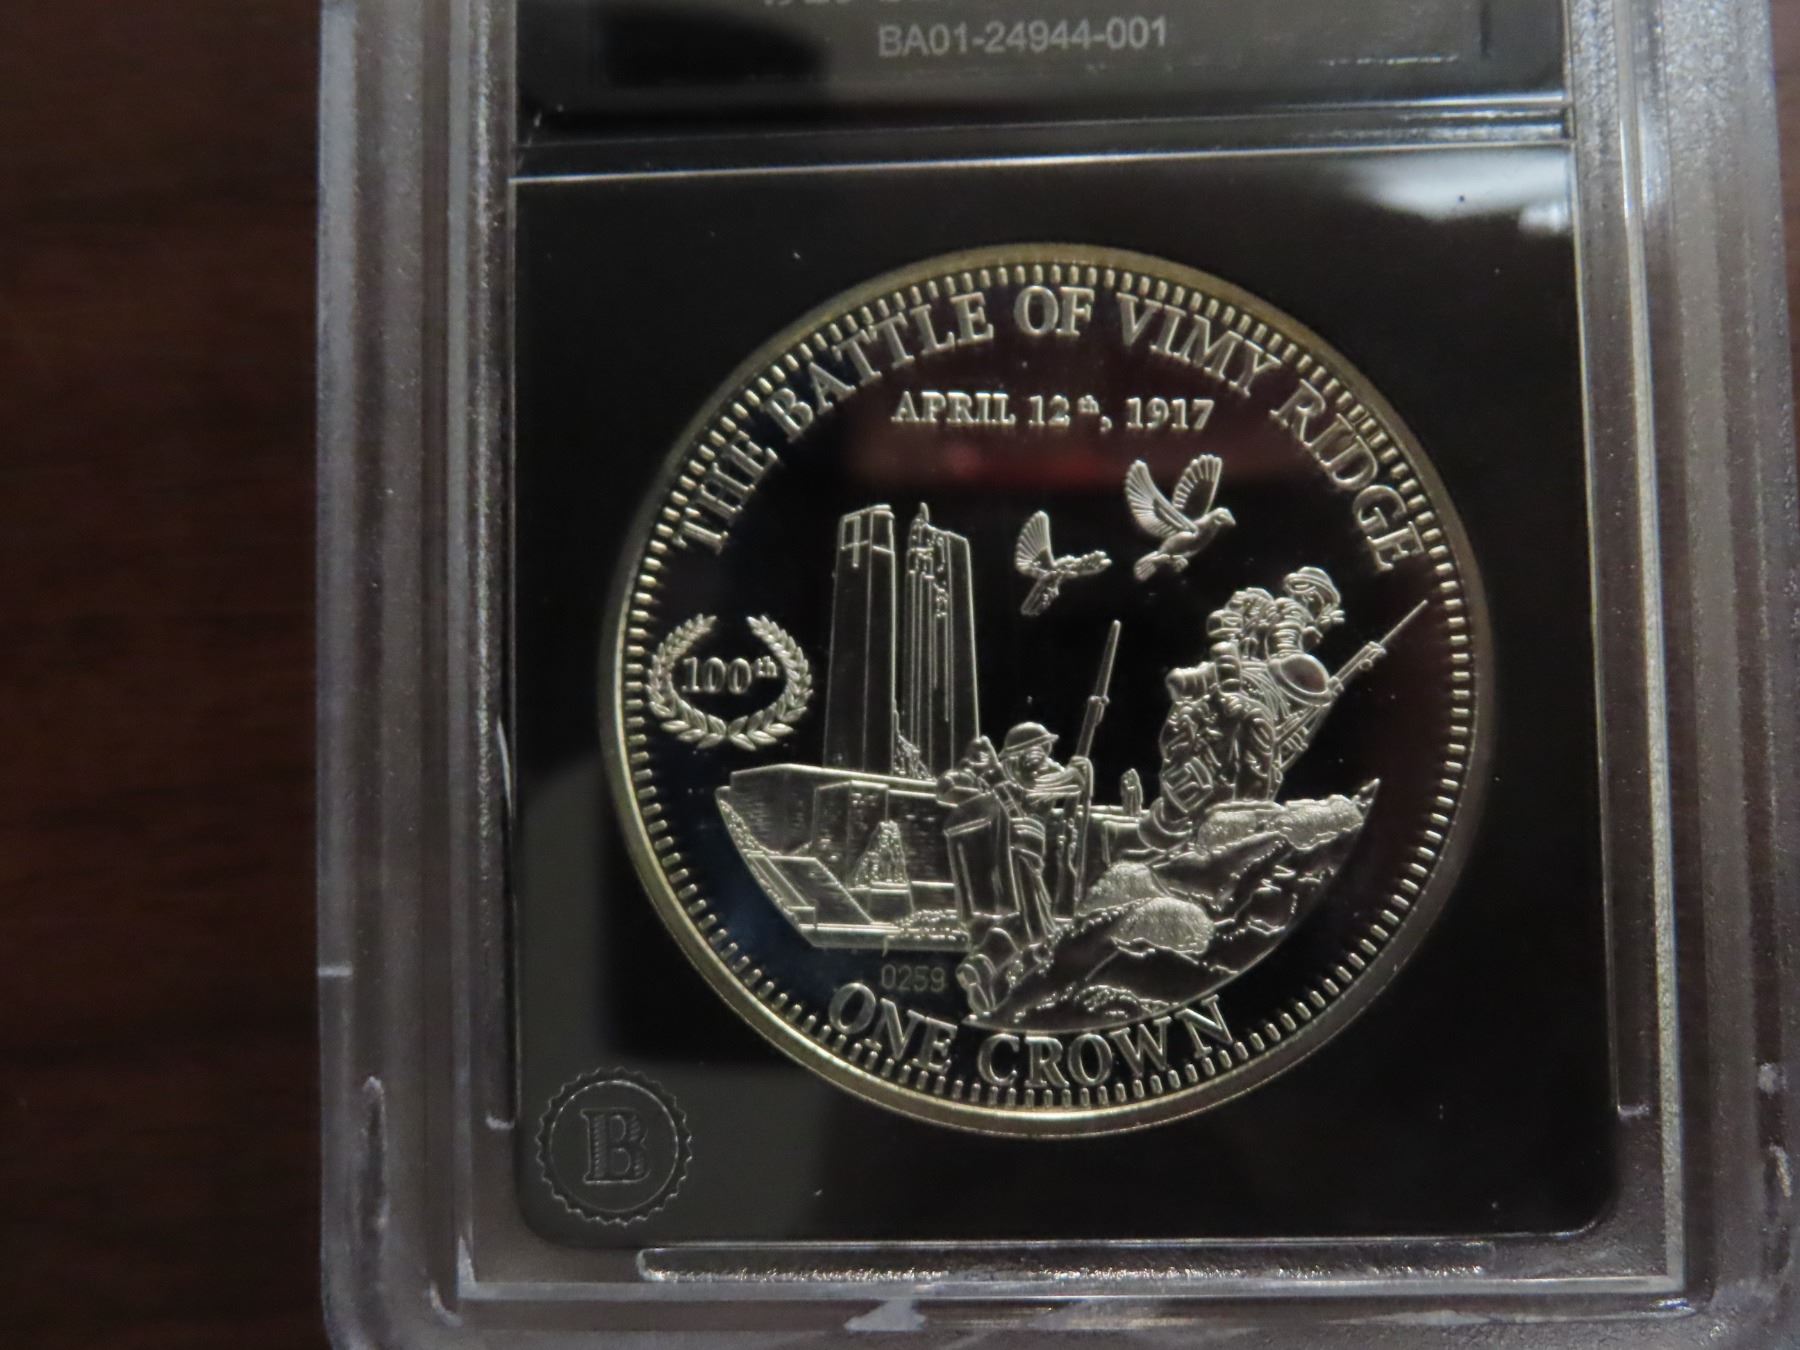 BA01-24944-001
THE BATTLE OF VIMY RIDGE
APRIL 12th, 1917
100th
0259
ONE CROWN
B